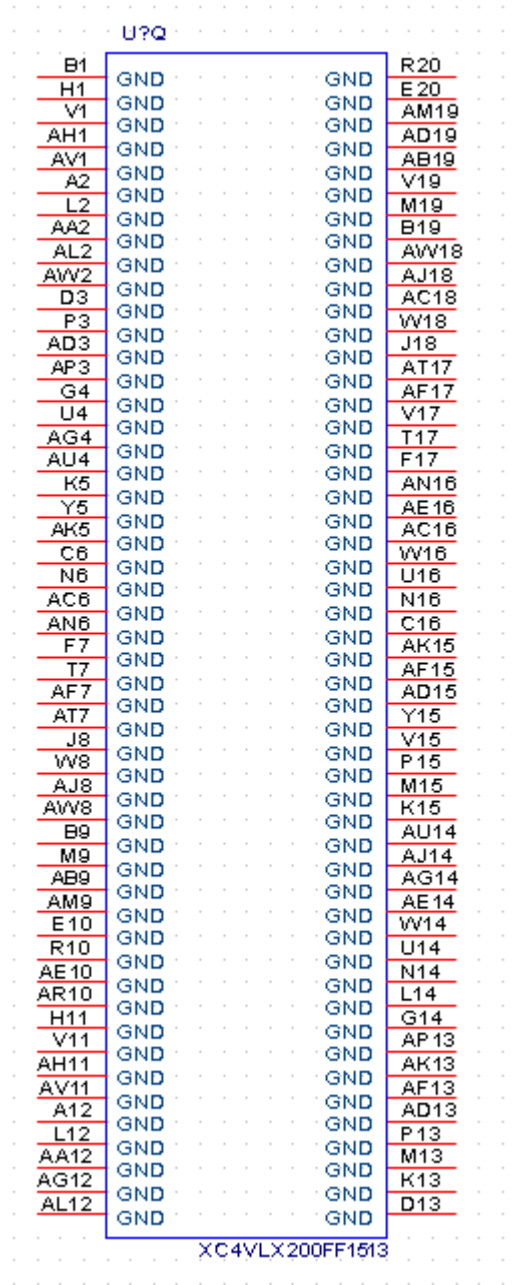 U?Q
B1 GND GND R20
H1 GND GND E20
V1 GND GND AM19
AH1 GND GND AD19
AV1 GND GND AB19
A2 GND GND V19
L2 GND GND M19
AA2 GND GND B19
AL2 GND GND AW18
AW2 GND GND AJ18
D3 GND GND AC18
P3 GND GND W18
AD3 GND GND J18
AP3 GND GND AT17
G4 GND GND AF17
U4 GND GND V17
AG4 GND GND T17
AU4 GND GND F17
K5 GND GND AN16
Y5 GND GND AE16
AK5 GND GND AC16
C6 GND GND W16
N6 GND GND U16
AC6 GND GND N16
AN6 GND GND C16
F7 GND GND AK15
T7 GND GND AF15
AF7 GND GND AD15
AT7 GND GND Y15
J8 GND GND V15
W8 GND GND P15
AJ8 GND GND M15
AW8 GND GND K15
B9 GND GND AU14
M9 GND GND AJ14
AB9 GND GND AG14
AM9 GND GND AE14
E10 GND GND W14
R10 GND GND U14
AE10 GND GND N14
AR10 GND GND L14
H11 GND GND G14
V11 GND GND AP13
AH11 GND GND AK13
AV11 GND GND AF13
A12 GND GND AD13
L12 GND GND P13
AA12 GND GND M13
AG12 GND GND K13
AL12 GND GND D13
XC4VLX200FF1513